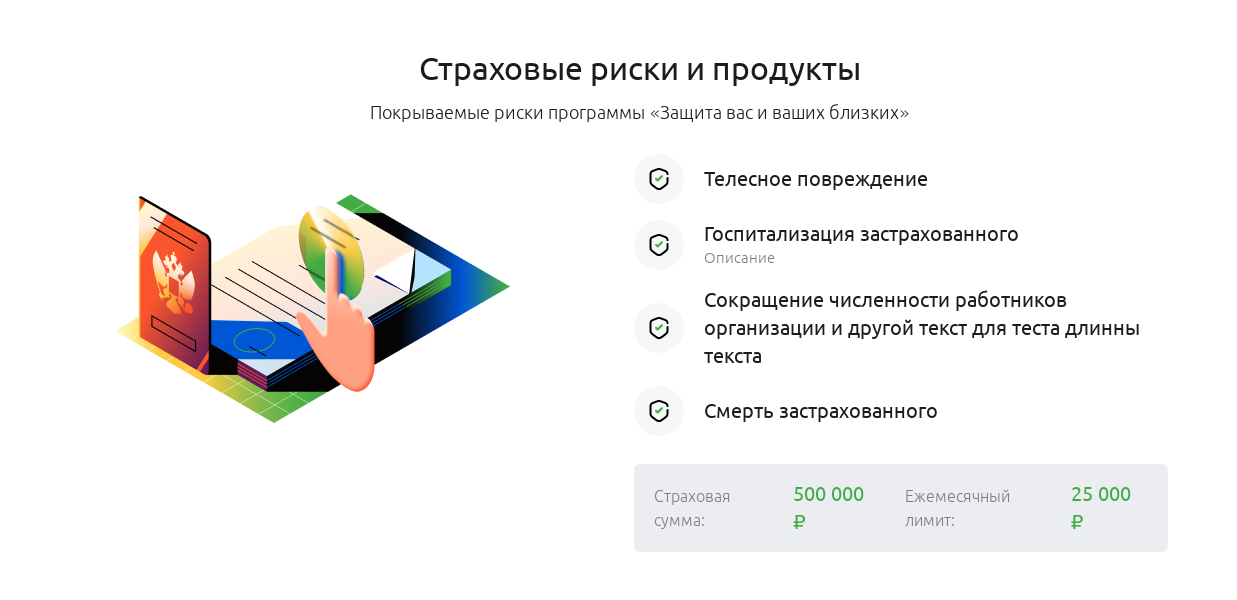 Страховые риски и продукты
Покрываемые риски программы «Защита вас и ваших близких»
Телесное повреждение
Госпитализация застрахованного
Описание
Сокращение численности работников
организации и другой текст для теста длинны
текста
Смерть застрахованного
Страховая
сумма:
500 000
₽
Ежемесячный
лимит:
25 000
₽